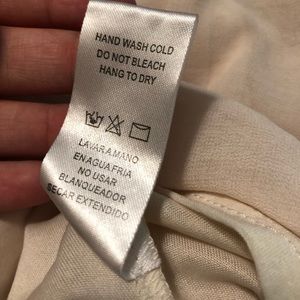 HAND WASH COLD
DO NOT BLEACH
HANG TO DRY
LAVAR A MANO
EN AGUA FRIA
NO USAR
BLANQUEADOR
SECAR EXTENDIDO